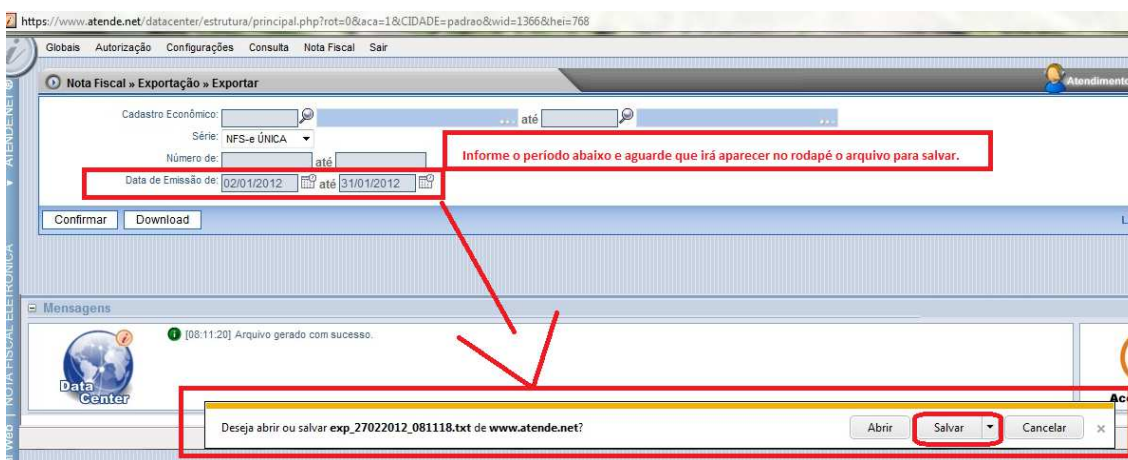 https://www.atende.net/datacenter/estrutura/principal.php?rot=0&aca=1&CIDADE=padrao&wid=1366&hei=768
Globais Autorização Configurações Consulta Nota Fiscal Sair
Nota Fiscal » Exportação » Exportar
Atendimento
ATENDENET ®
Cadastro Econômico: ... até ...
Série: NFS-e ÚNICA
Número de: até
Informe o período abaixo e aguarde que irá aparecer no rodapé o arquivo para salvar.
Data de Emissão de: 02/01/2012 até 31/01/2012
Confirmar Download
L
Mensagens
[08:11:20] Arquivo gerado com sucesso.
Data
Center
Ac
Web | NOTA FISCAL ELETRÔNICA
Deseja abrir ou salvar exp_27022012_081118.txt de www.atende.net?
Abrir Salvar Cancelar ×